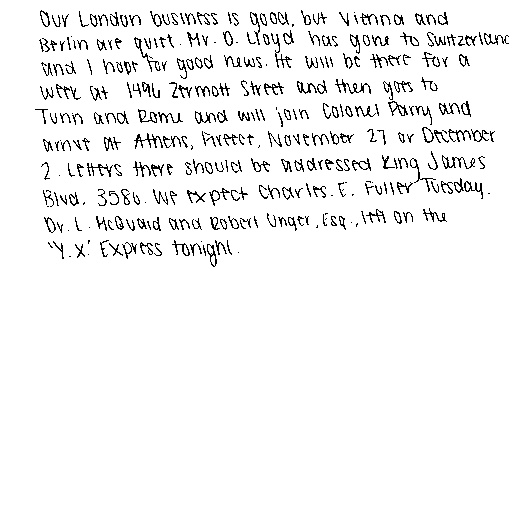 Our London business is good, but Vienna and
Berlin are quiet. Mr. D. Lloyd has gone to Switzerland
and I hope for good news. He will be there for a
week at 1496 Zermott Street and then goes to
Turin and Rome and will join Colonel Parry and
arrive at Athens, Greece, November 27 or December
2. Letters there should be addressed King James
Blvd. 3580. We expect Charles. E. Fuller Tuesday.
Dr. L. McQuaid and Robert Unger, Esq., left on the
'Y.X.' Express tonight.